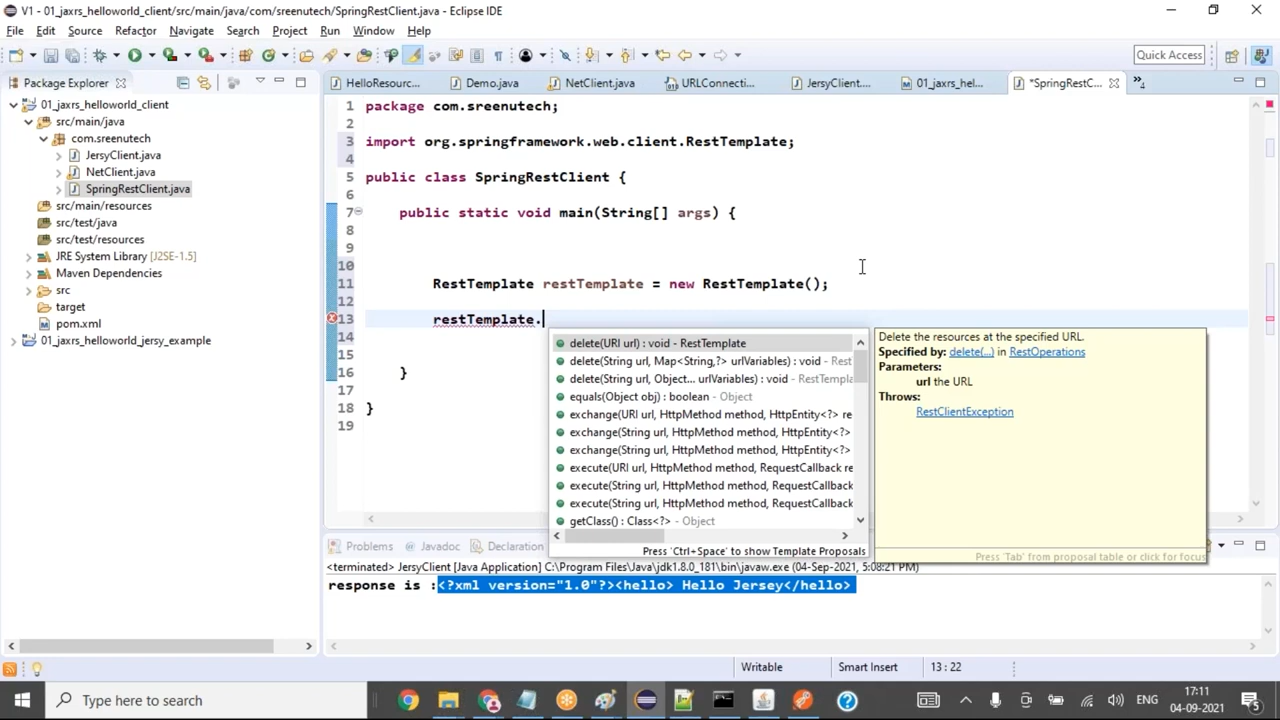 V1 - 01_jaxrs_helloworld_client/src/main/java/com/sreenutech/SpringRestClient.java - Eclipse IDE
File Edit Source Refactor Navigate Search Project Run Window Help
Quick Access
Package Explorer
HelloResourc... Demo.java NetClient.java URLConnecti... JersyClient.... 01_jaxrs_hel... *SpringRestC...
01_jaxrs_helloworld_client
src/main/java
com.sreenutech
JersyClient.java
NetClient.java
SpringRestClient.java
src/main/resources
src/test/java
src/test/resources
JRE System Library [J2SE-1.5]
Maven Dependencies
src
target
pom.xml
01_jaxrs_helloworld_jersy_example
1 package com.sreenutech;
2
3 import org.springframework.web.client.RestTemplate;
4
5 public class SpringRestClient {
6
7 public static void main(String[] args) {
8
9
10
11 RestTemplate restTemplate = new RestTemplate();
12
13 restTemplate.
14
15
16 }
17
18 }
19
delete(URI url) : void - RestTemplate
delete(String url, Map<String,?> urlVariables) : void - Rest
delete(String url, Object... urlVariables) : void - RestTempla
equals(Object obj) : boolean - Object
exchange(URI url, HttpMethod method, HttpEntity<?> re
exchange(String url, HttpMethod method, HttpEntity<?>
exchange(String url, HttpMethod method, HttpEntity<?>
execute(URI url, HttpMethod method, RequestCallback re
execute(String url, HttpMethod method, RequestCallback
execute(String url, HttpMethod method, RequestCallback
getClass() : Class<?> - Object
Press 'Ctrl+Space' to show Template Proposals
Delete the resources at the specified URL.
Specified by: delete(...) in RestOperations
Parameters:
url the URL
Throws:
RestClientException
Press 'Tab' from proposal table or click for focus
Problems Javadoc Declaration
<terminated> JersyClient [Java Application] C:\Program Files\Java\jdk1.8.0_181\bin\javaw.exe (04-Sep-2021, 5:08:21 PM)
response is :<?xml version="1.0"?><hello> Hello Jersey</hello>
Writable Smart Insert 13 : 22
Type here to search
ENG
17:11
04-09-2021
5